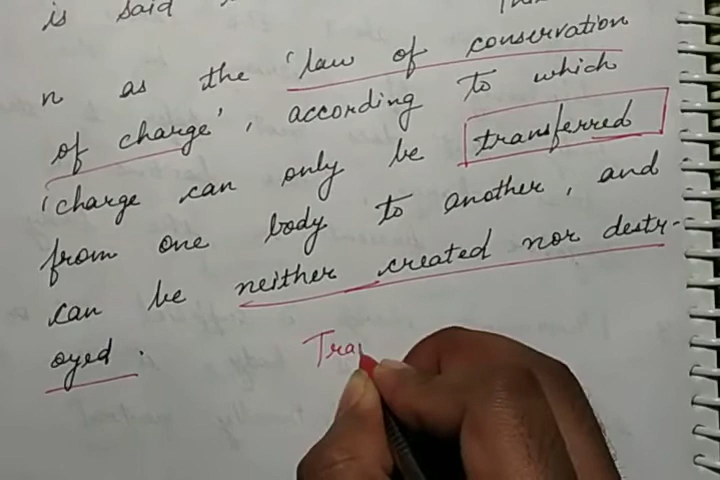 is said
n as the 'law of conservation
of charge', according to which
'charge can only be transferred
from one body to another, and
can be neither created nor destr-
oyed.
Tra